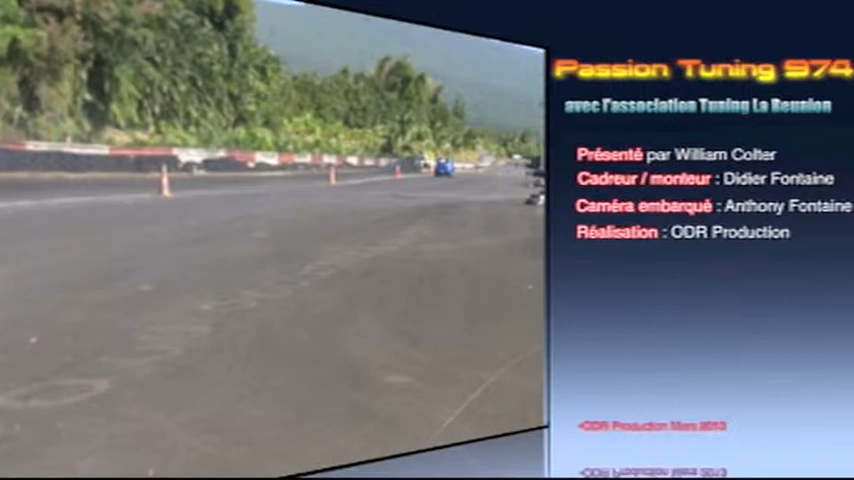 Passion Tuning 974
avec l'association Tuning La Reunion
Présenté par William Colter
Cadreur / monteur : Didier Fontaine
Caméra embarqué : Anthony Fontaine
Réalisation : ODR Production
ODR Production Mars 2010